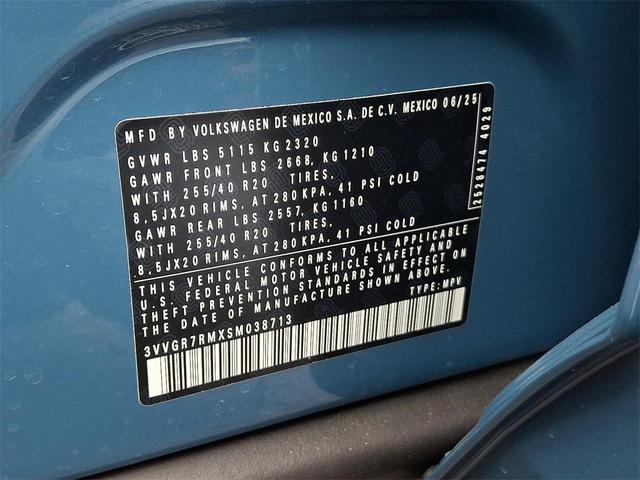 MFD BY VOLKSWAGEN DE MEXICO S.A. DE C.V. MEXICO 06/25
GVWR LBS 5115 KG 2320
GAWR FRONT LBS 2668, KG 1210
WITH 255/40 R20 TIRES.
8,5JX20 RIMS, AT 280 KPA, 41 PSI COLD
GAWR REAR LBS 2557, KG 1160
WITH 255/40 R20 TIRES.
8,5JX20 RIMS, AT 280 KPA, 41 PSI COLD
2528474 4029
THIS VEHICLE CONFORMS TO ALL APPLICABLE
U.S. FEDERAL MOTOR VEHICLE SAFETY AND
THEFT PREVENTION STANDARDS IN EFFECT ON
THE DATE OF MANUFACTURE SHOWN ABOVE.
3VVGR7RMXSM038713 TYPE: MPV